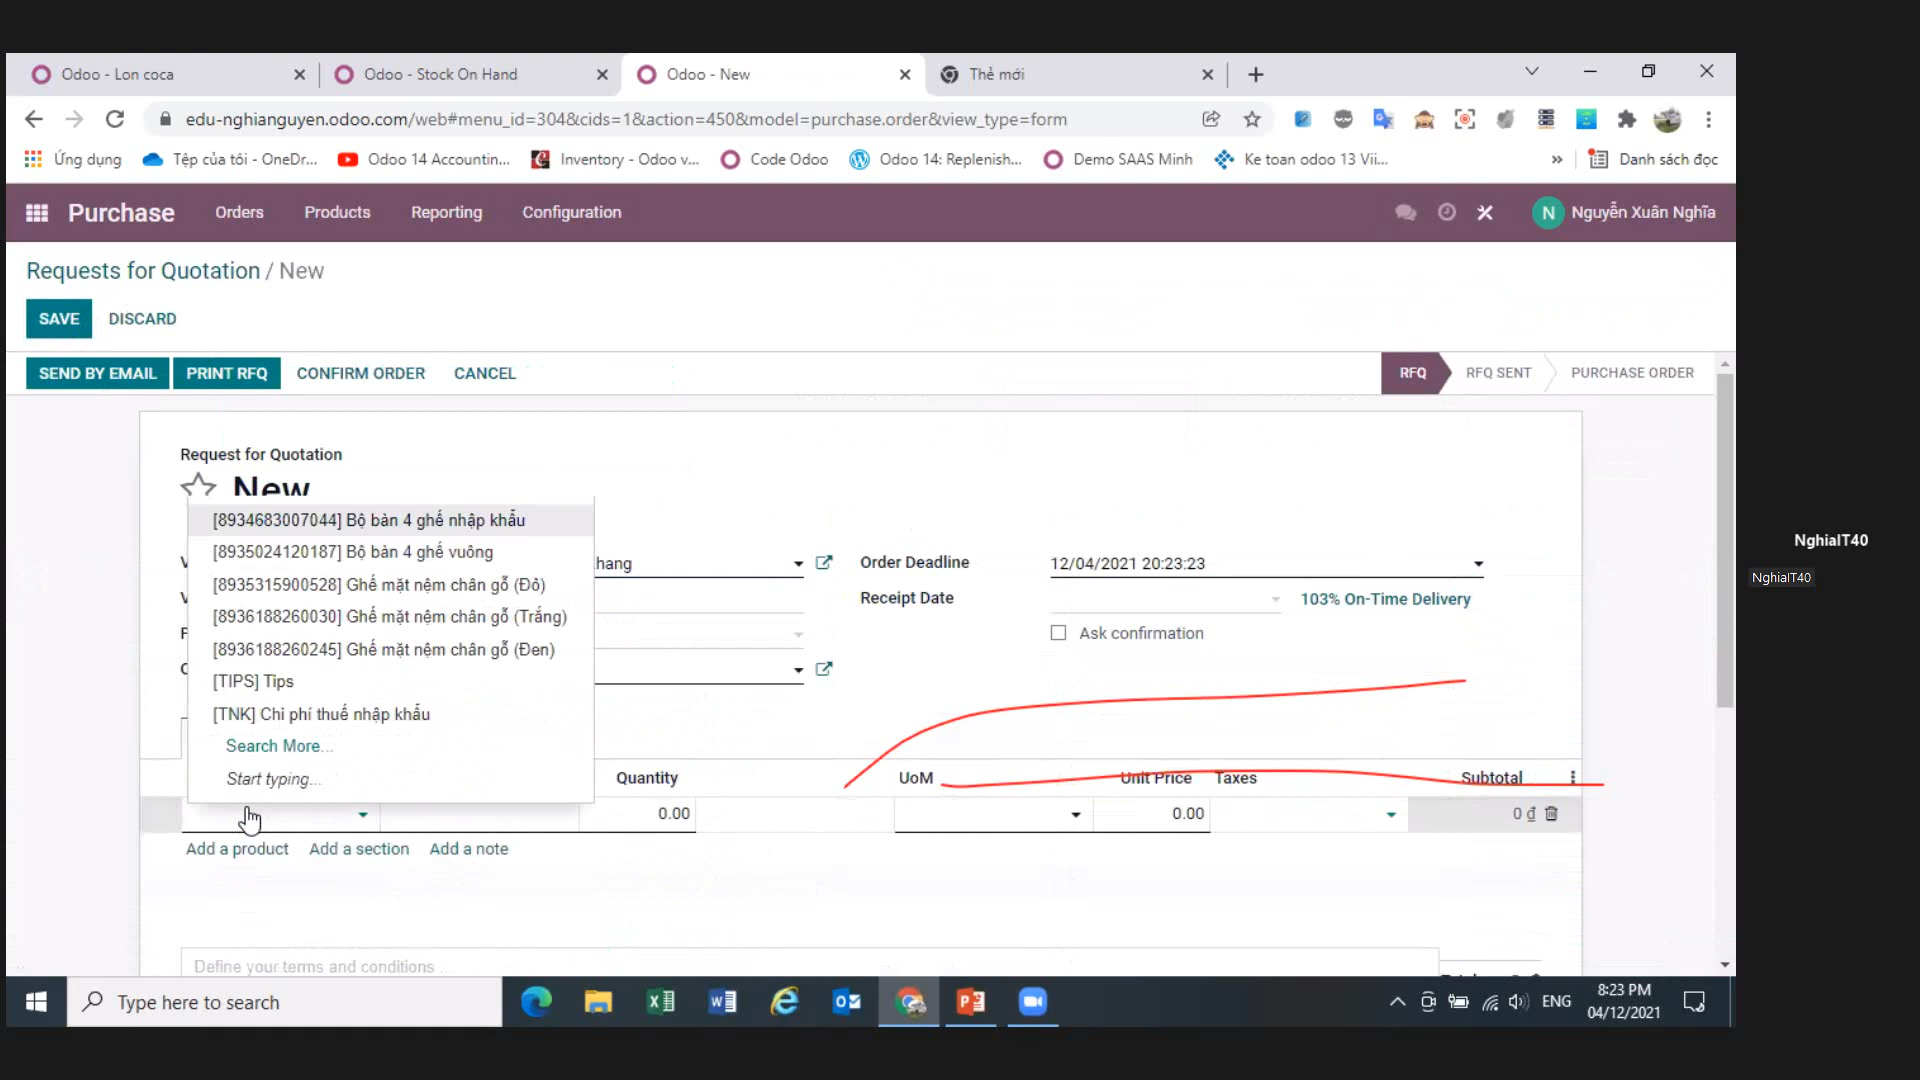 Odoo - Lon coca
Odoo - Stock On Hand
Odoo - New
Thẻ mới
edu-nghianguyen.odoo.com/web#menu_id=304&cids=1&action=450&model=purchase.order&view_type=form
Ứng dụng
Tệp của tôi - OneDr...
Odoo 14 Accountin...
Inventory - Odoo v...
Code Odoo
Odoo 14: Replenish...
Demo SAAS Minh
Ke toan odoo 13 Vii...
»
Danh sách đọc
Purchase
Orders
Products
Reporting
Configuration
N
Nguyễn Xuân Nghĩa
Requests for Quotation / New
SAVE
DISCARD
SEND BY EMAIL
PRINT RFQ
CONFIRM ORDER
CANCEL
RFQ
RFQ SENT
PURCHASE ORDER
Request for Quotation
New
[8934683007044] Bộ bàn 4 ghế nhập khẩu
[8935024120187] Bộ bàn 4 ghế vuông
[8935315900528] Ghế mặt nệm chân gỗ (Đỏ)
[8936188260030] Ghế mặt nệm chân gỗ (Trắng)
[8936188260245] Ghế mặt nệm chân gỗ (Đen)
[TIPS] Tips
[TNK] Chi phí thuế nhập khẩu
Search More...
Start typing...
hang
Order Deadline
12/04/2021 20:23:23
Receipt Date
103% On-Time Delivery
Ask confirmation
Quantity
UoM
Unit Price
Taxes
Subtotal
0.00
0.00
0 ₫
Add a product
Add a section
Add a note
Define your terms and conditions ..
NghiaIT40
NghiaIT40
Type here to search
ENG
8:23 PM
04/12/2021